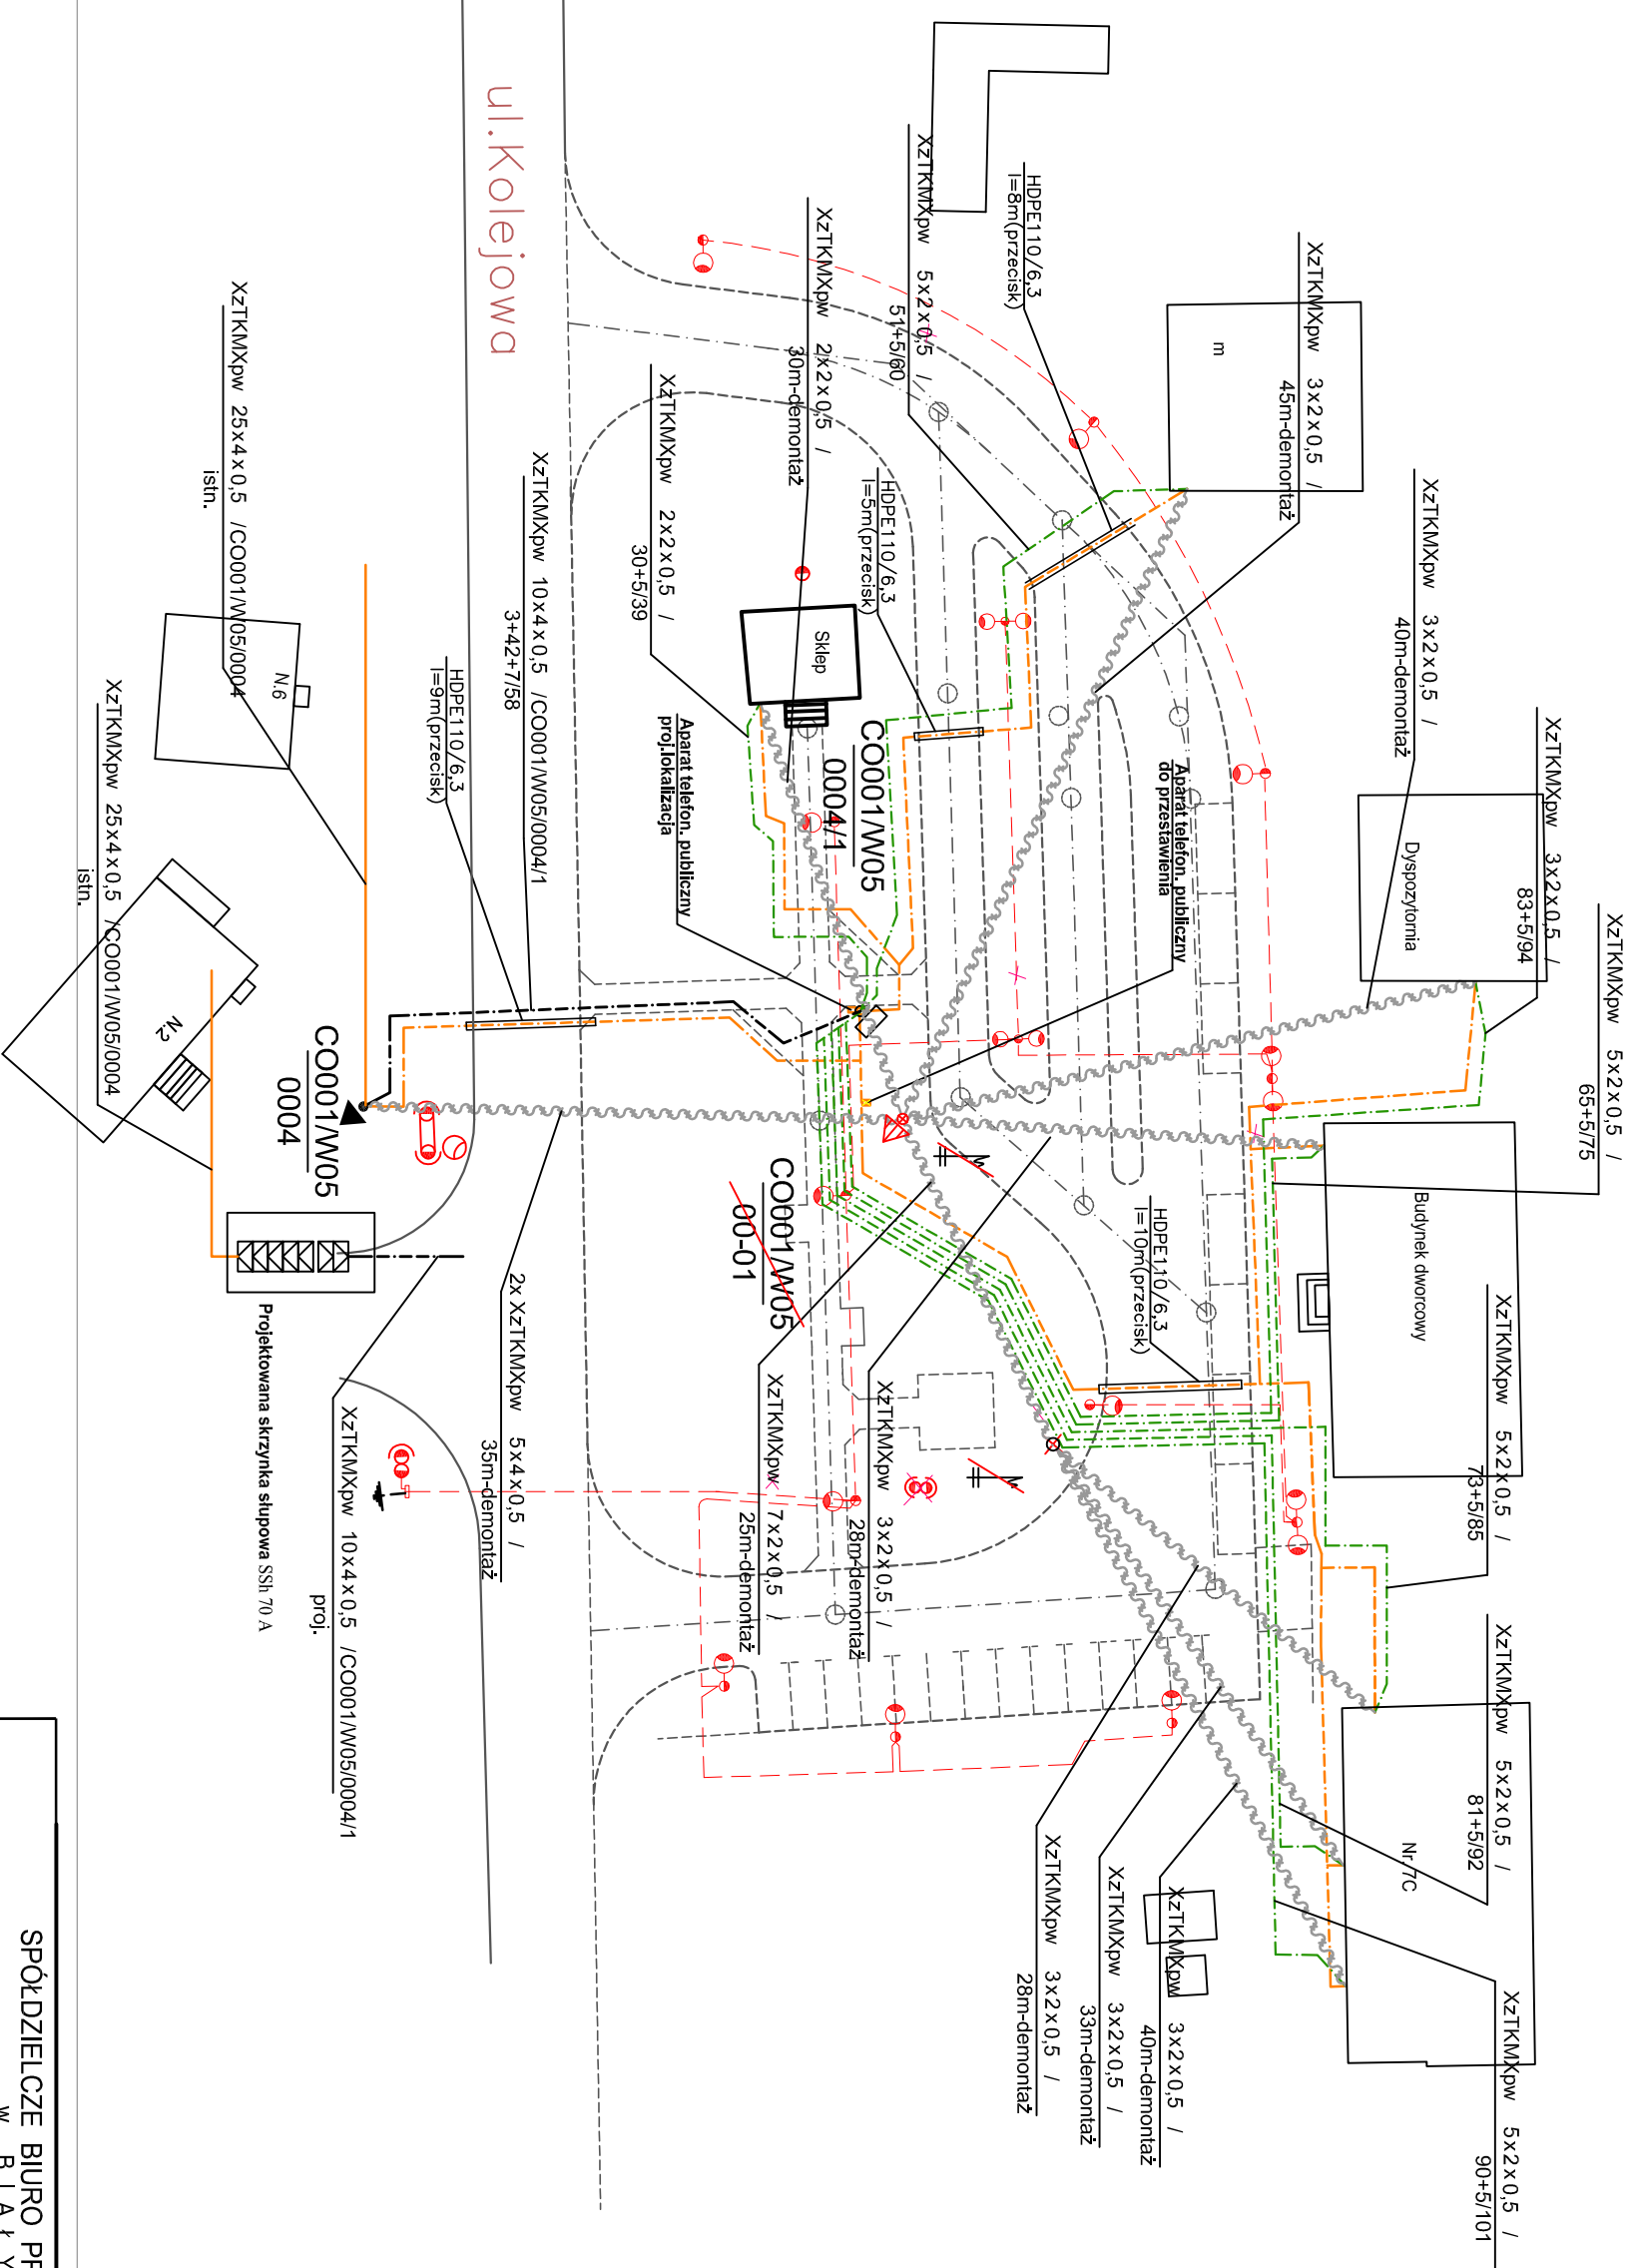 ul.Kolejowa
XzTKMXpw 5x2x0,5 /
51+5/60
HDPE110/6,3
l=8m(przecisk)
XzTKMXpw 3x2x0,5 /
45m-demontaż
m
XzTKMXpw 2x2x0,5 /
30m-demontaż
XzTKMXpw 2x2x0,5 /
30+5/39
HDPE110/6,3
l=5m(przecisk)
XzTKMXpw 3x2x0,5 /
40m-demontaż
XzTKMXpw 3x2x0,5 /
83+5/94
Dyspozytornia
XzTKMXpw 5x2x0,5 /
65+5/75
XzTKMXpw 25x4x0,5 /CO001/W05/0004
istn.
N.6
XzTKMXpw 10x4x0,5 /CO001/W05/0004/1
3+42+7/58
HDPE110/6,3
l=9m(przecisk)
Sklep
CO001/W05
0004/1
Aparat telefon. publiczny
proj.lokalizacja
Aparat telefon. publiczny
do przestawienia
XzTKMXpw 25x4x0,5 /CO001/W05/0004
istn.
N2
CO001/W05
0004
CO001/W05
00-01
HDPE110/6,3
l=10m(przecisk)
Budynek dworcowy
XzTKMXpw 5x2x0,5 /
73+5/85
Projektowana skrzynka słupowa SSh 70 A
XzTKMXpw 10x4x0,5 /CO001/W05/0004/1
proj.
2x XzTKMXpw 5x4x0,5 /
35m-demontaż
XzTKMXpw 7x2x0,5 /
25m-demontaż
XzTKMXpw 3x2x0,5 /
28m-demontaż
XzTKMXpw 5x2x0,5 /
81+5/92
Nr. 7C
XzTKMXpw 3x2x0,5 /
28m-demontaż
XzTKMXpw 3x2x0,5 /
33m-demontaż
XzTKMXpw 3x2x0,5 /
40m-demontaż
XzTKMXpw 5x2x0,5 /
90+5/101
SPÓŁDZIELCZE BIURO
w BIAŁY